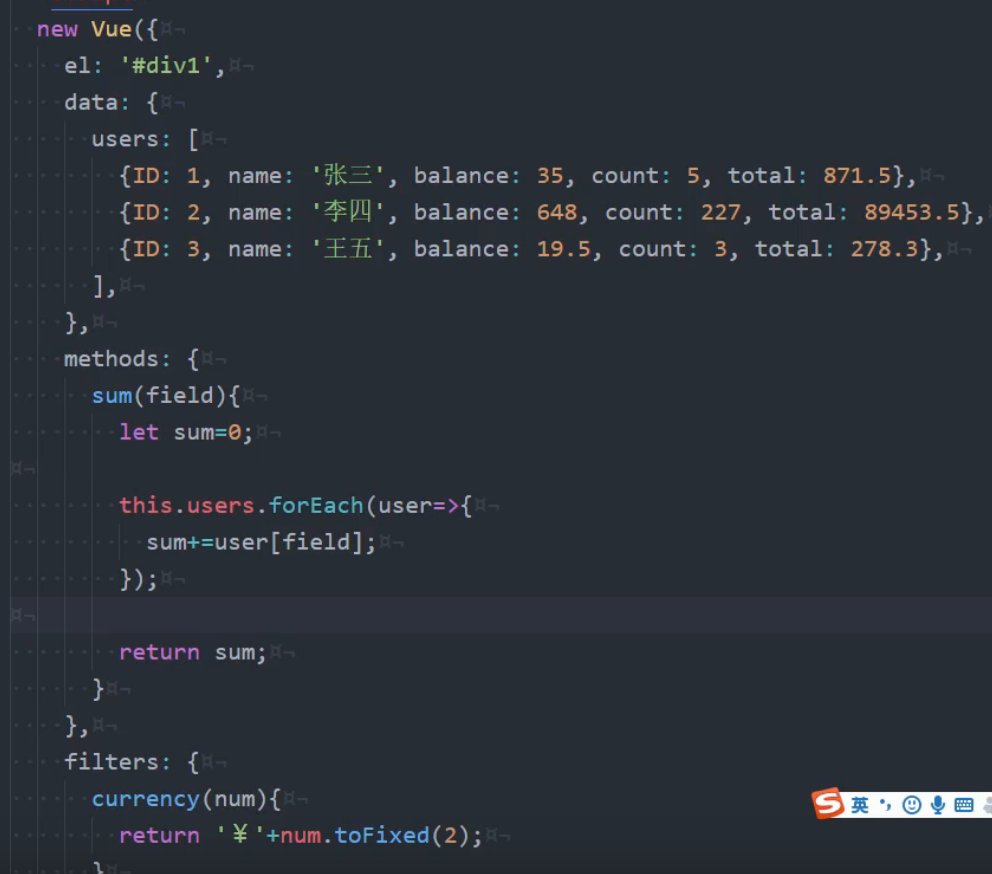 new Vue({
el: '#div1',
data: {
users: [
{ID: 1, name: '张三', balance: 35, count: 5, total: 871.5},
{ID: 2, name: '李四', balance: 648, count: 227, total: 89453.5},
{ID: 3, name: '王五', balance: 19.5, count: 3, total: 278.3},
],
},
methods: {
sum(field){
let sum=0;
this.users.forEach(user=>{
sum+=user[field];
});
return sum;
}
},
filters: {
currency(num){
英
return '¥'+num.toFixed(2);
}